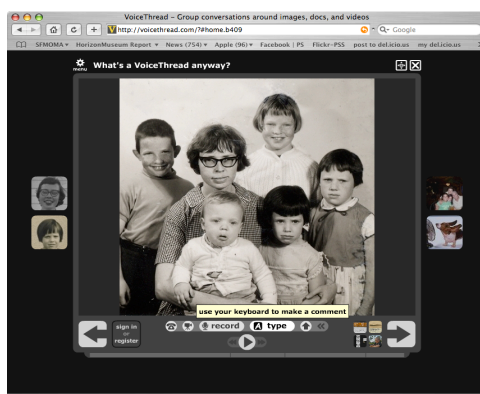 VoiceThread – Group conversations around images, docs, and videos
http://voicethread.com/?#home.b409
Google
SFMOMA HorizonMuseum Report News (754) Apple (96) Facebook | PS Flickr-PSS post to del.icio.us my del.icio.us
menu
What's a VoiceThread anyway?
use your keyboard to make a comment
sign in
or
register
record
A type